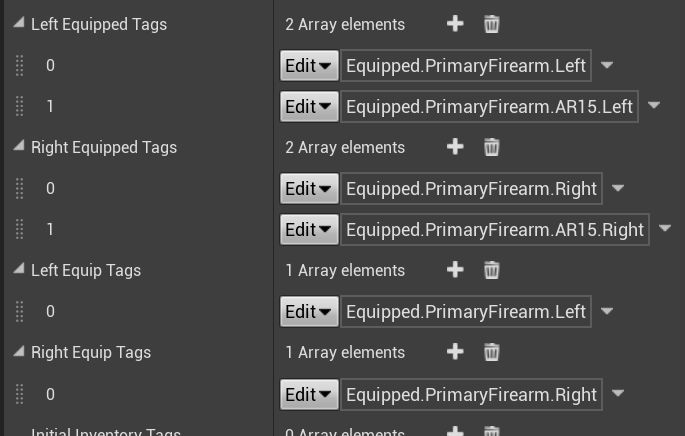 Left Equipped Tags 2 Array elements
0 Edit Equipped.PrimaryFirearm.Left
1 Edit Equipped.PrimaryFirearm.AR15.Left
Right Equipped Tags 2 Array elements
0 Edit Equipped.PrimaryFirearm.Right
1 Edit Equipped.PrimaryFirearm.AR15.Right
Left Equip Tags 1 Array elements
0 Edit Equipped.PrimaryFirearm.Left
Right Equip Tags 1 Array elements
0 Edit Equipped.PrimaryFirearm.Right
Initial Inventory Tags 0 Array elements